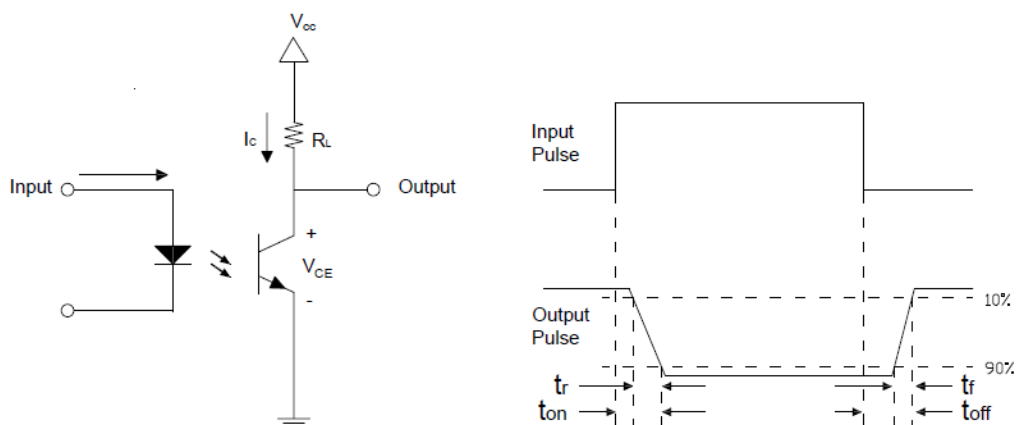 Vcc
Ic
RL
Input
Output
+
VCE
-
Input
Pulse
10%
Output
Pulse
90%
tr
tf
ton
toff